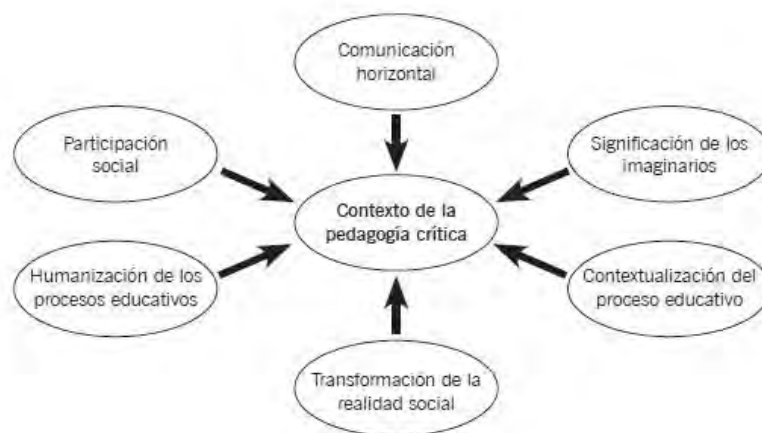 Comunicación
horizontal
Participación
social
Significación de los
imaginarios
Contexto de la
pedagogía crítica
Humanización de los
procesos educativos
Contextualización del
proceso educativo
Transformación de la
realidad social